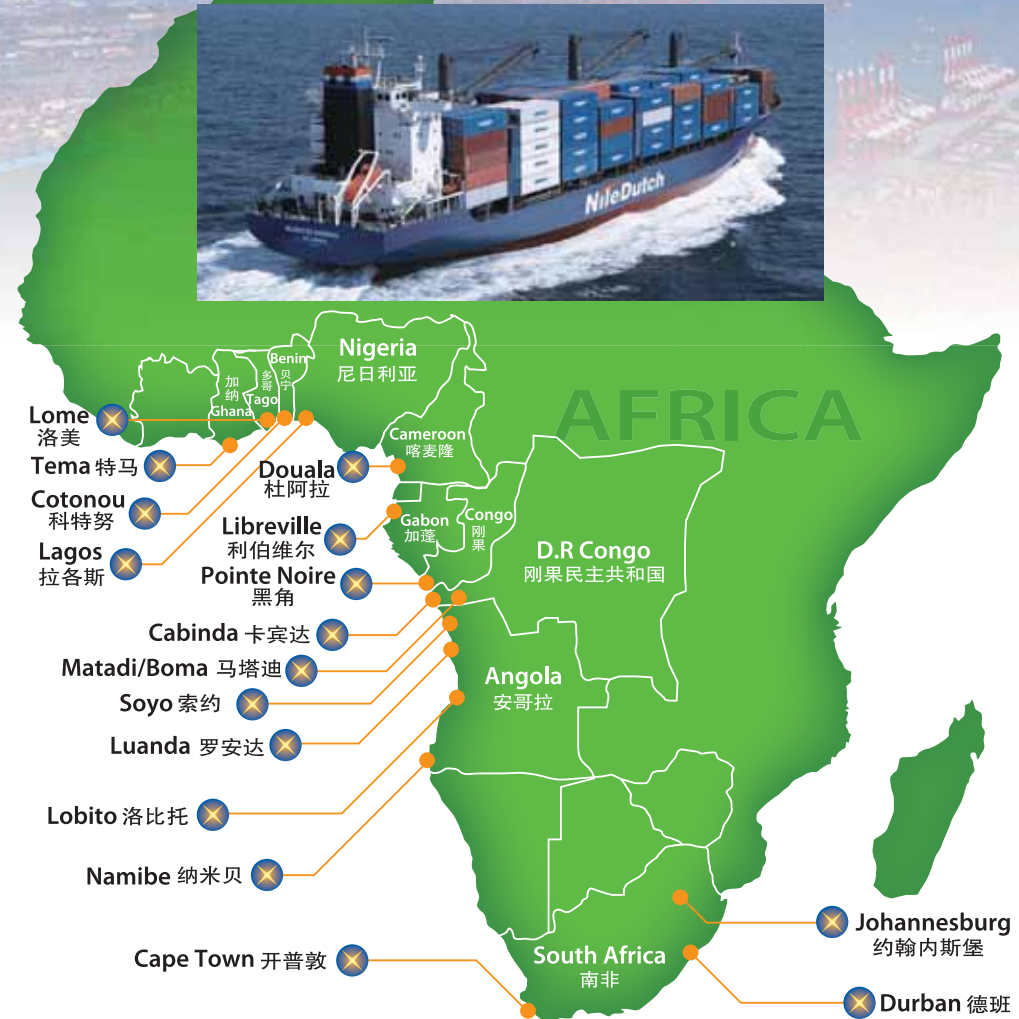 NileDutch
AFRICA
Nigeria
尼日利亚
Benin
贝宁
多哥
Tago
加纳
Ghana
Cameroon
喀麦隆
Gabon
加蓬
Congo
刚果
D.R Congo
刚果民主共和国
Angola
安哥拉
South Africa
南非
Lome
洛美
Tema 特马
Cotonou
科特努
Lagos
拉各斯
Douala
杜阿拉
Libreville
利伯维尔
Pointe Noire
黑角
Cabinda 卡宾达
Matadi/Boma 马塔迪
Soyo 索约
Luanda 罗安达
Lobito 洛比托
Namibe 纳米贝
Cape Town 开普敦
Johannesburg
约翰内斯堡
Durban 德班